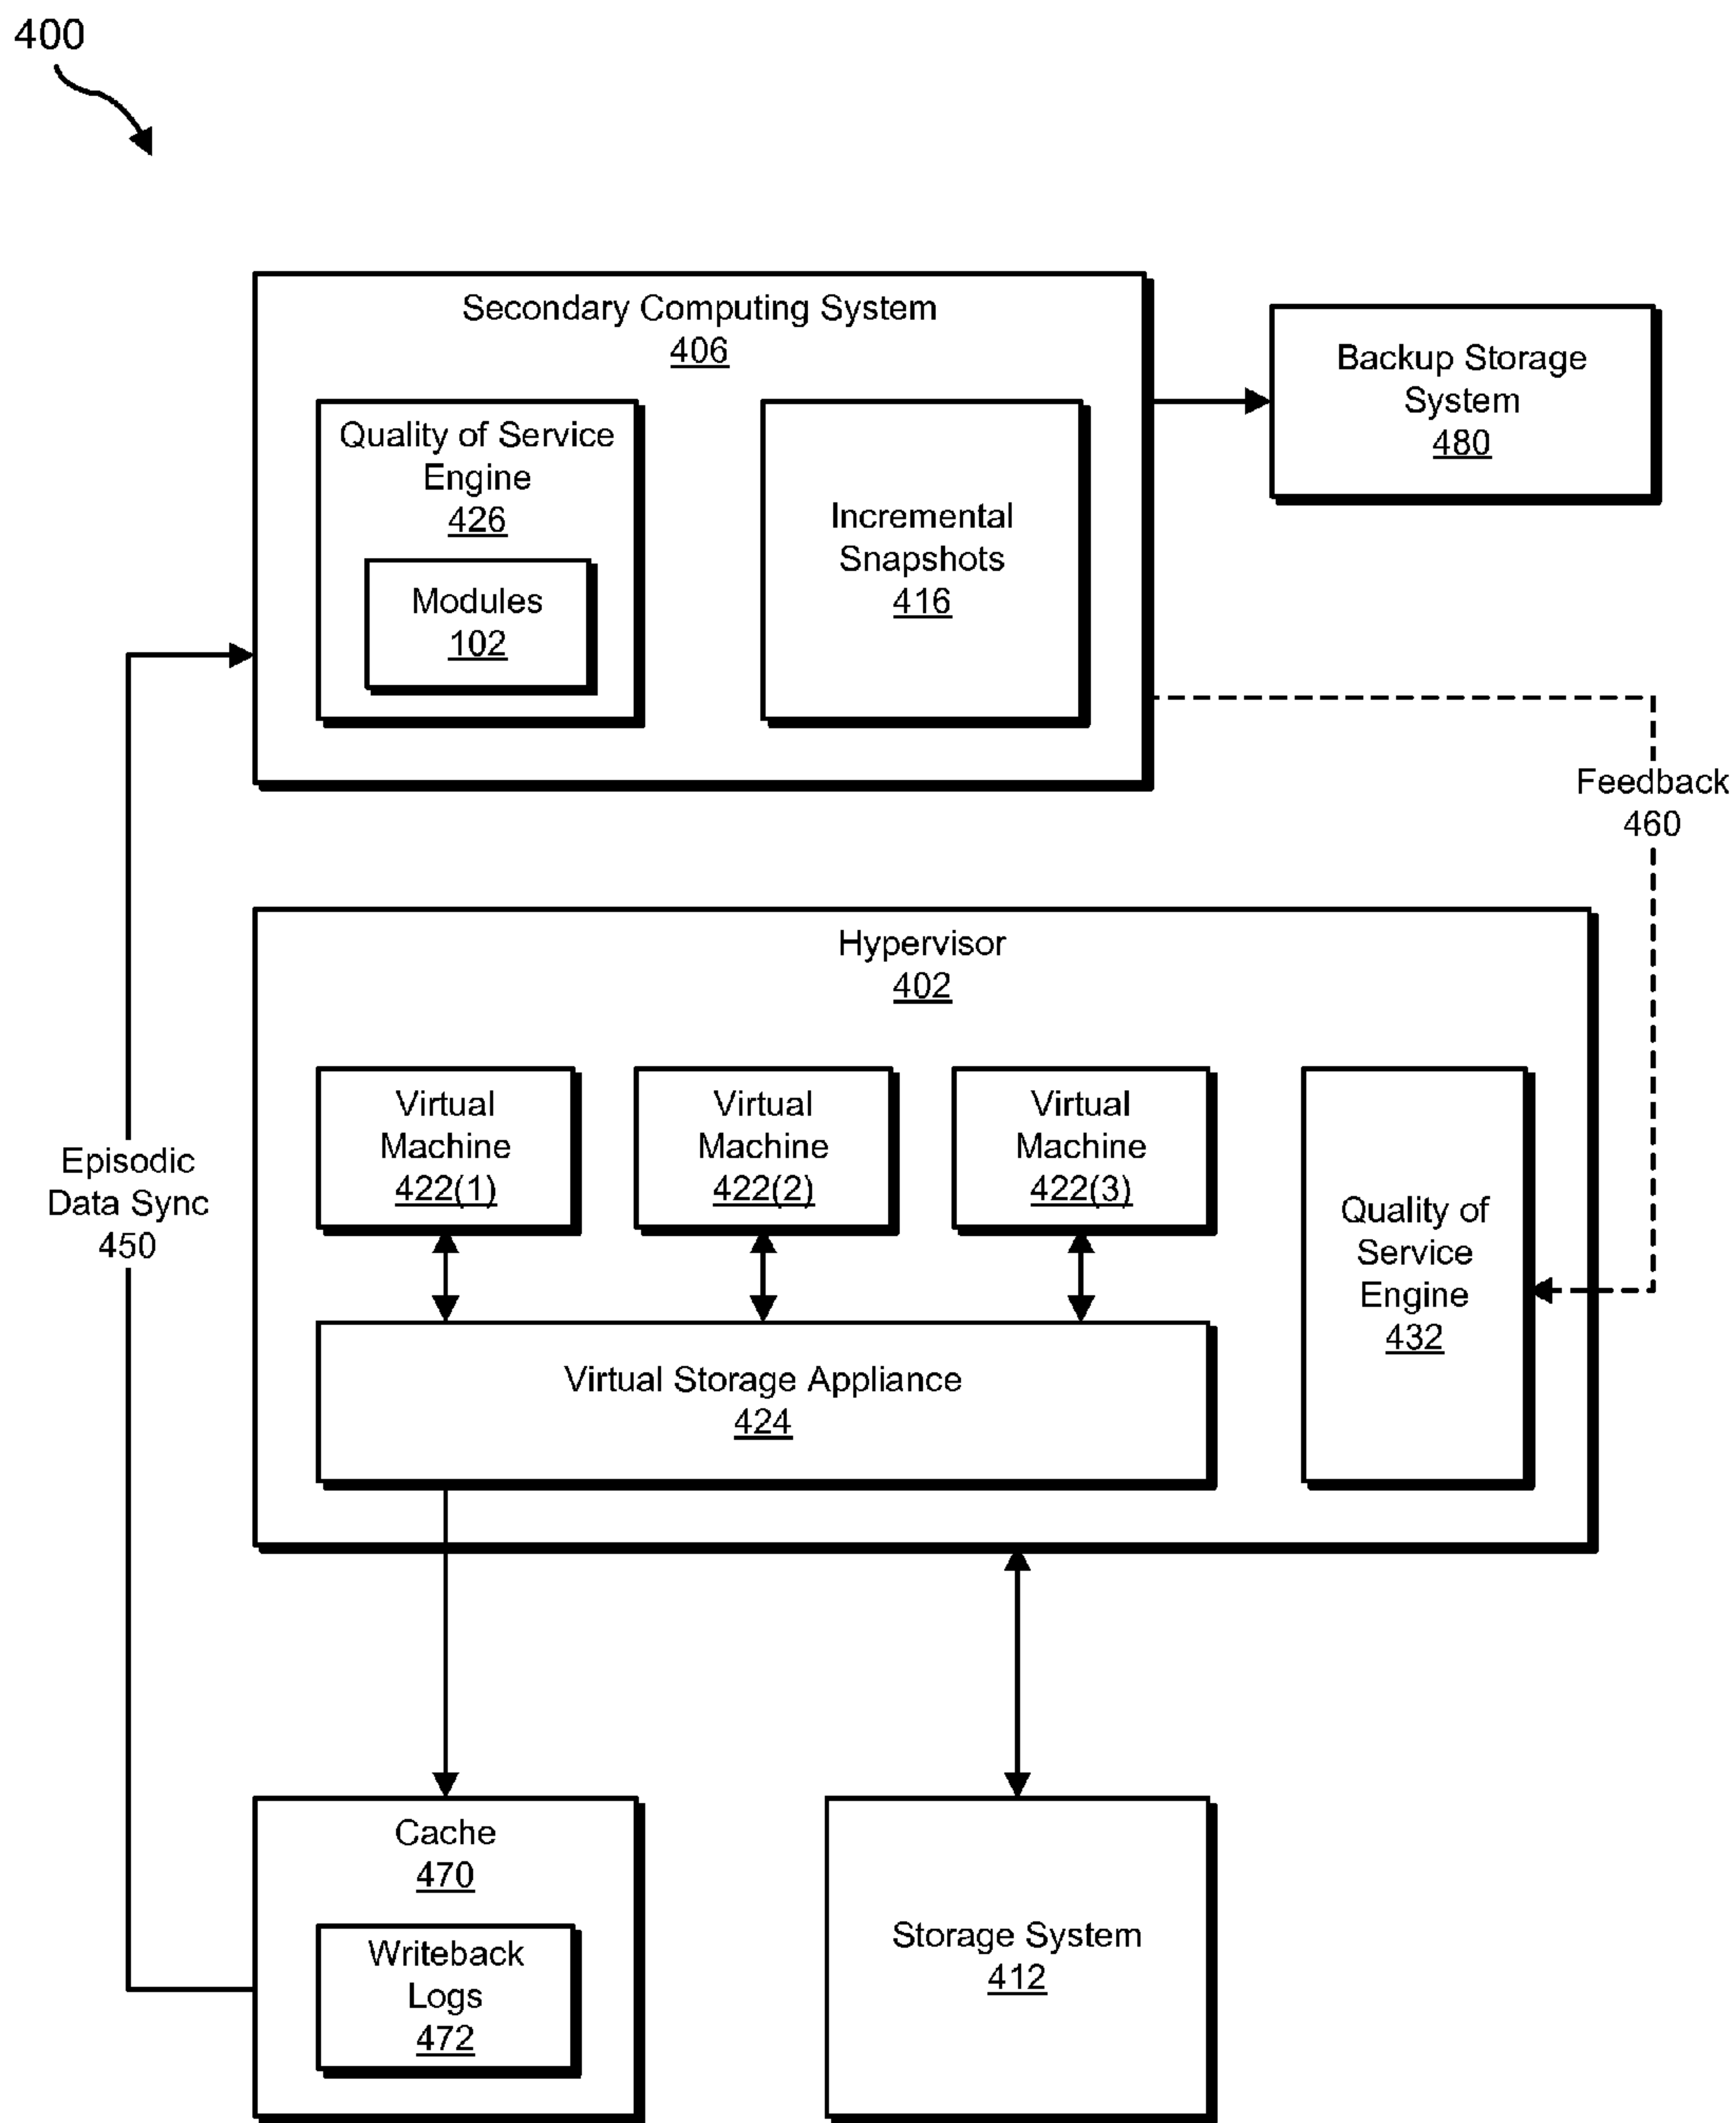 400
Secondary Computing System
406
Quality of Service
Engine
426
Modules
102
Incremental
Snapshots
416
Backup Storage
System
480
Feedback
460
Episodic
Data Sync
450
Hypervisor
402
Virtual
Machine
422(1)
Virtual
Machine
422(2)
Virtual
Machine
422(3)
Quality of
Service
Engine
432
Virtual Storage Appliance
424
Cache
470
Writeback
Logs
472
Storage System
412